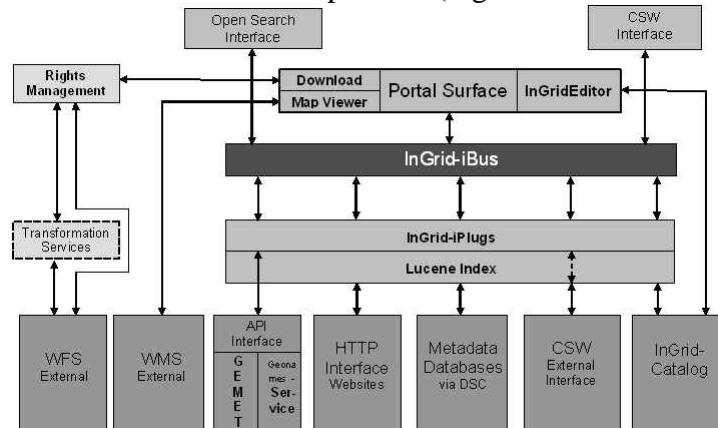 Open Search
Interface
CSW
Interface
Rights
Management
Download
Map Viewer
Portal Surface
InGridEditor
InGrid-iBus
Transformation
Services
InGrid-iPlugs
Lucene Index
WFS
External
WMS
External
API
Interface
G
E
M
E
T
Geona
mes -
Ser-
vice
HTTP
Interface
Websites
Metadata
Databases
via DSC
CSW
External
Interface
InGrid-
Catalog